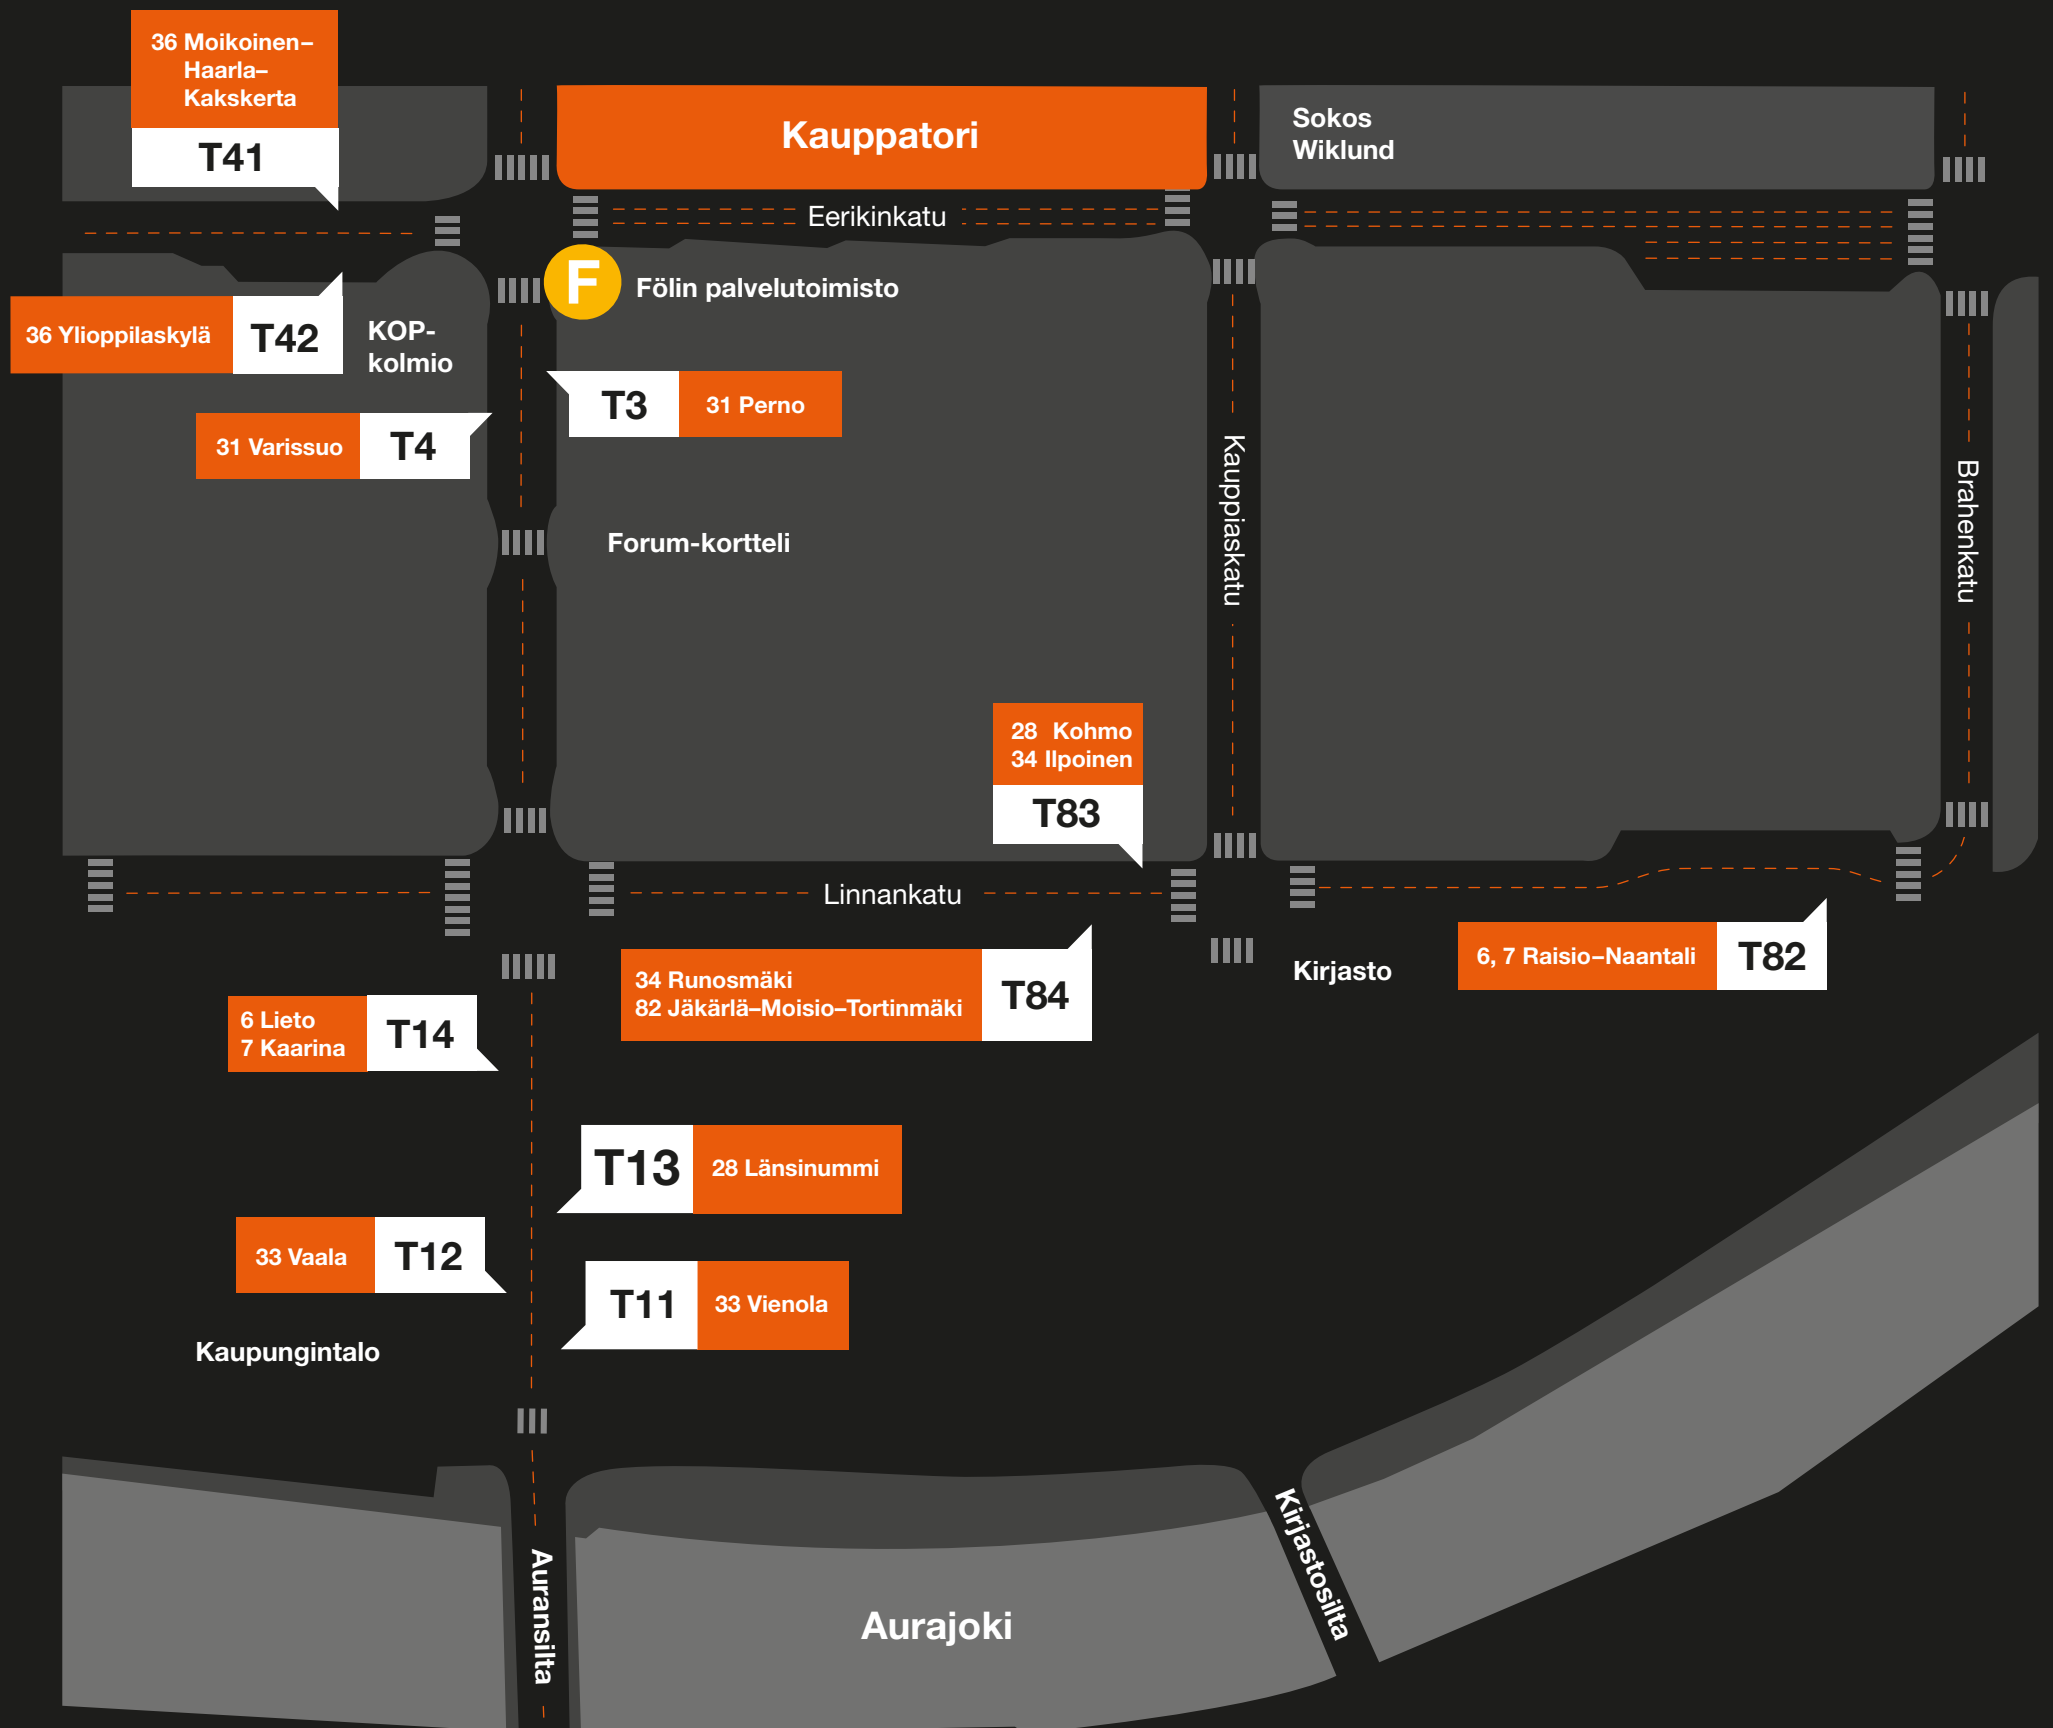 36 Moikoinen–
Haarla–
Kakskerta
T41
Kauppatori
Sokos
Wiklund
Eerikinkatu
F
Fölin palvelutoimisto
36 Ylioppilaskylä
T42
KOP-
kolmio
T3
31 Perno
31 Varissuo
T4
Kauppiaskatu
Brahenkatu
Forum-kortteli
28 Kohmo
34 Ilpoinen
T83
Linnankatu
34 Runosmäki
82 Jäkärlä–Moisio–Tortinmäki
T84
Kirjasto
6, 7 Raisio–Naantali
T82
6 Lieto
7 Kaarina
T14
T13
28 Länsinummi
33 Vaala
T12
T11
33 Vienola
Kaupungintalo
Auransilta
Kirjastosilta
Aurajoki